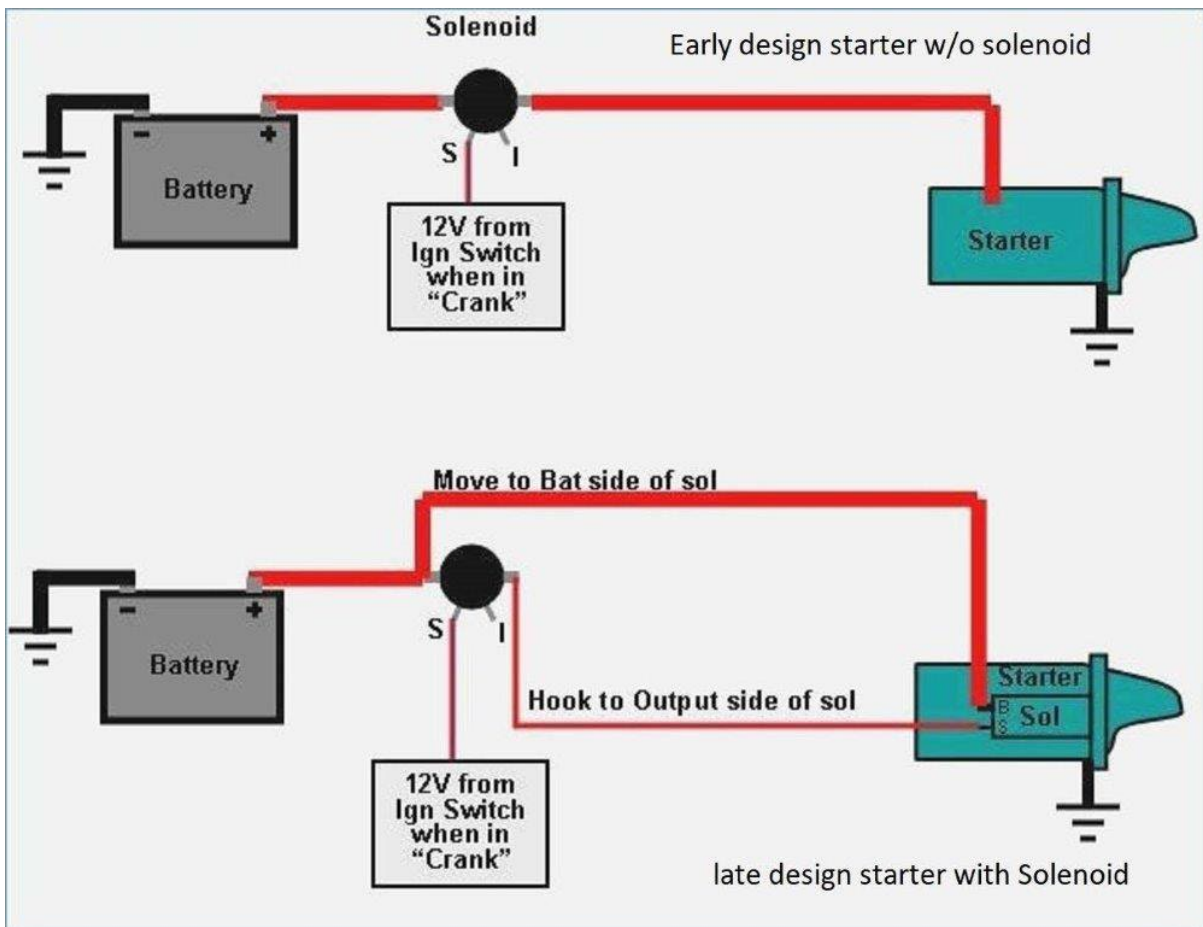 Solenoid
Early design starter w/o solenoid
- +
Battery
S I
12V from
Ign Switch
when in
“Crank”
Starter
Move to Bat side of sol
- +
Battery
S I
Hook to Output side of sol
12V from
Ign Switch
when in
“Crank”
Starter
B
S
Sol
late design starter with Solenoid